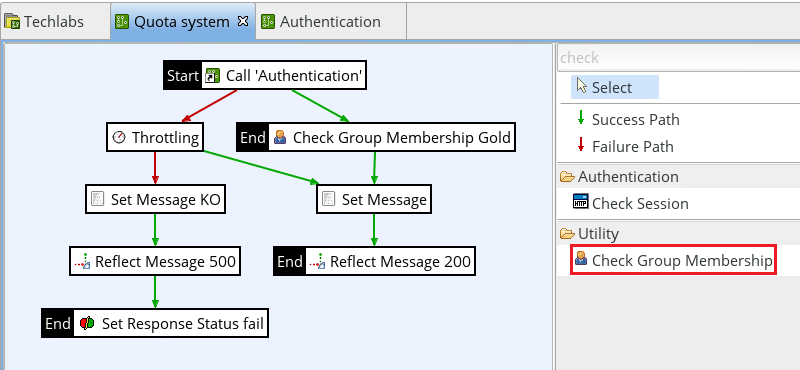 Techlabs
Quota system
Authentication
Start Call 'Authentication'
Throttling
End Check Group Membership Gold
Set Message KO
Set Message
Reflect Message 500
End Reflect Message 200
End Set Response Status fail
check
Select
Success Path
Failure Path
Authentication
Check Session
Utility
Check Group Membership